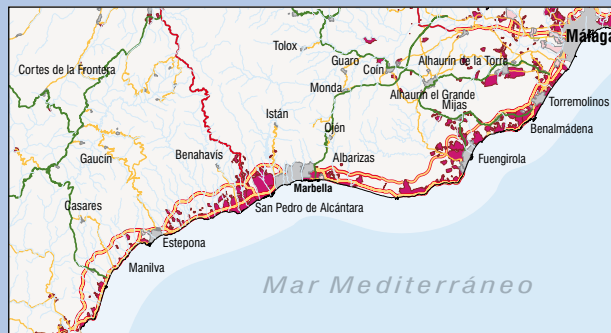 Málaga
Tolox
Guaro
Alhaurín de la Torre
Cortes de la Frontera
Coín
Monda
Alhaurín el Grande
Mijas
Torremolinos
Istán
Ojén
Benalmádena
Gaucín
Benahavís
Albarizas
Fuengirola
Marbella
Casares
San Pedro de Alcántara
Estepona
Manilva
Mar Mediterráneo